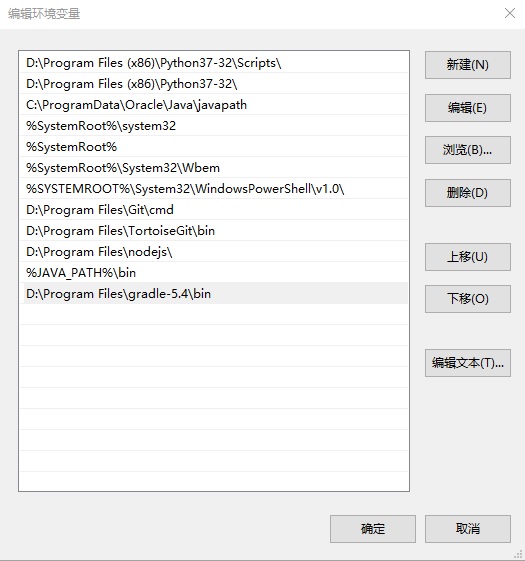 编辑环境变量
D:\Program Files (x86)\Python37-32\Scripts\
D:\Program Files (x86)\Python37-32\
C:\ProgramData\Oracle\Java\javapath
%SystemRoot%\system32
%SystemRoot%
%SystemRoot%\System32\Wbem
%SYSTEMROOT%\System32\WindowsPowerShell\v1.0\
D:\Program Files\Git\cmd
D:\Program Files\TortoiseGit\bin
D:\Program Files\nodejs\
%JAVA_PATH%\bin
D:\Program Files\gradle-5.4\bin
新建(N)
编辑(E)
浏览(B)...
删除(D)
上移(U)
下移(O)
编辑文本(T)...
确定
取消